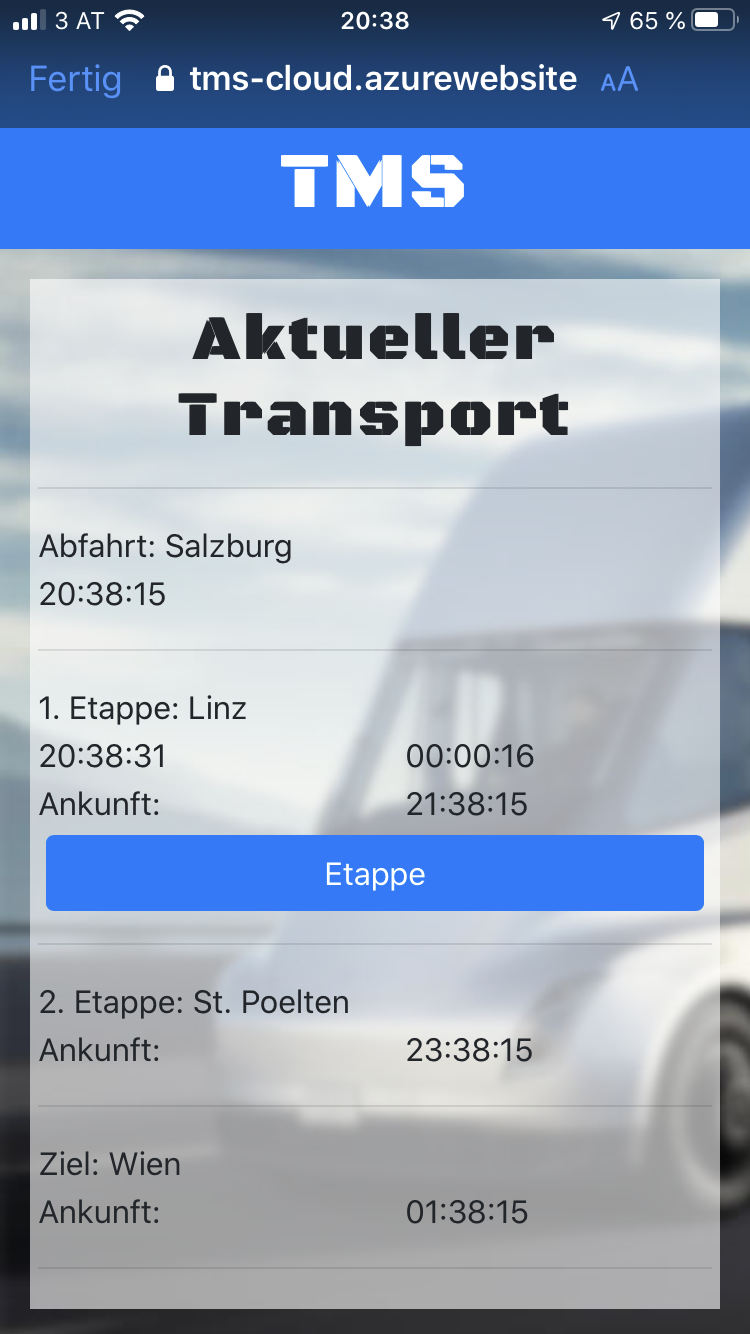 3 AT 20:38 65 %
Fertig tms-cloud.azurewebsite AA
TMS
Aktueller
Transport
Abfahrt: Salzburg
20:38:15
1. Etappe: Linz
20:38:31 00:00:16
Ankunft: 21:38:15
Etappe
2. Etappe: St. Poelten
Ankunft: 23:38:15
Ziel: Wien
Ankunft: 01:38:15